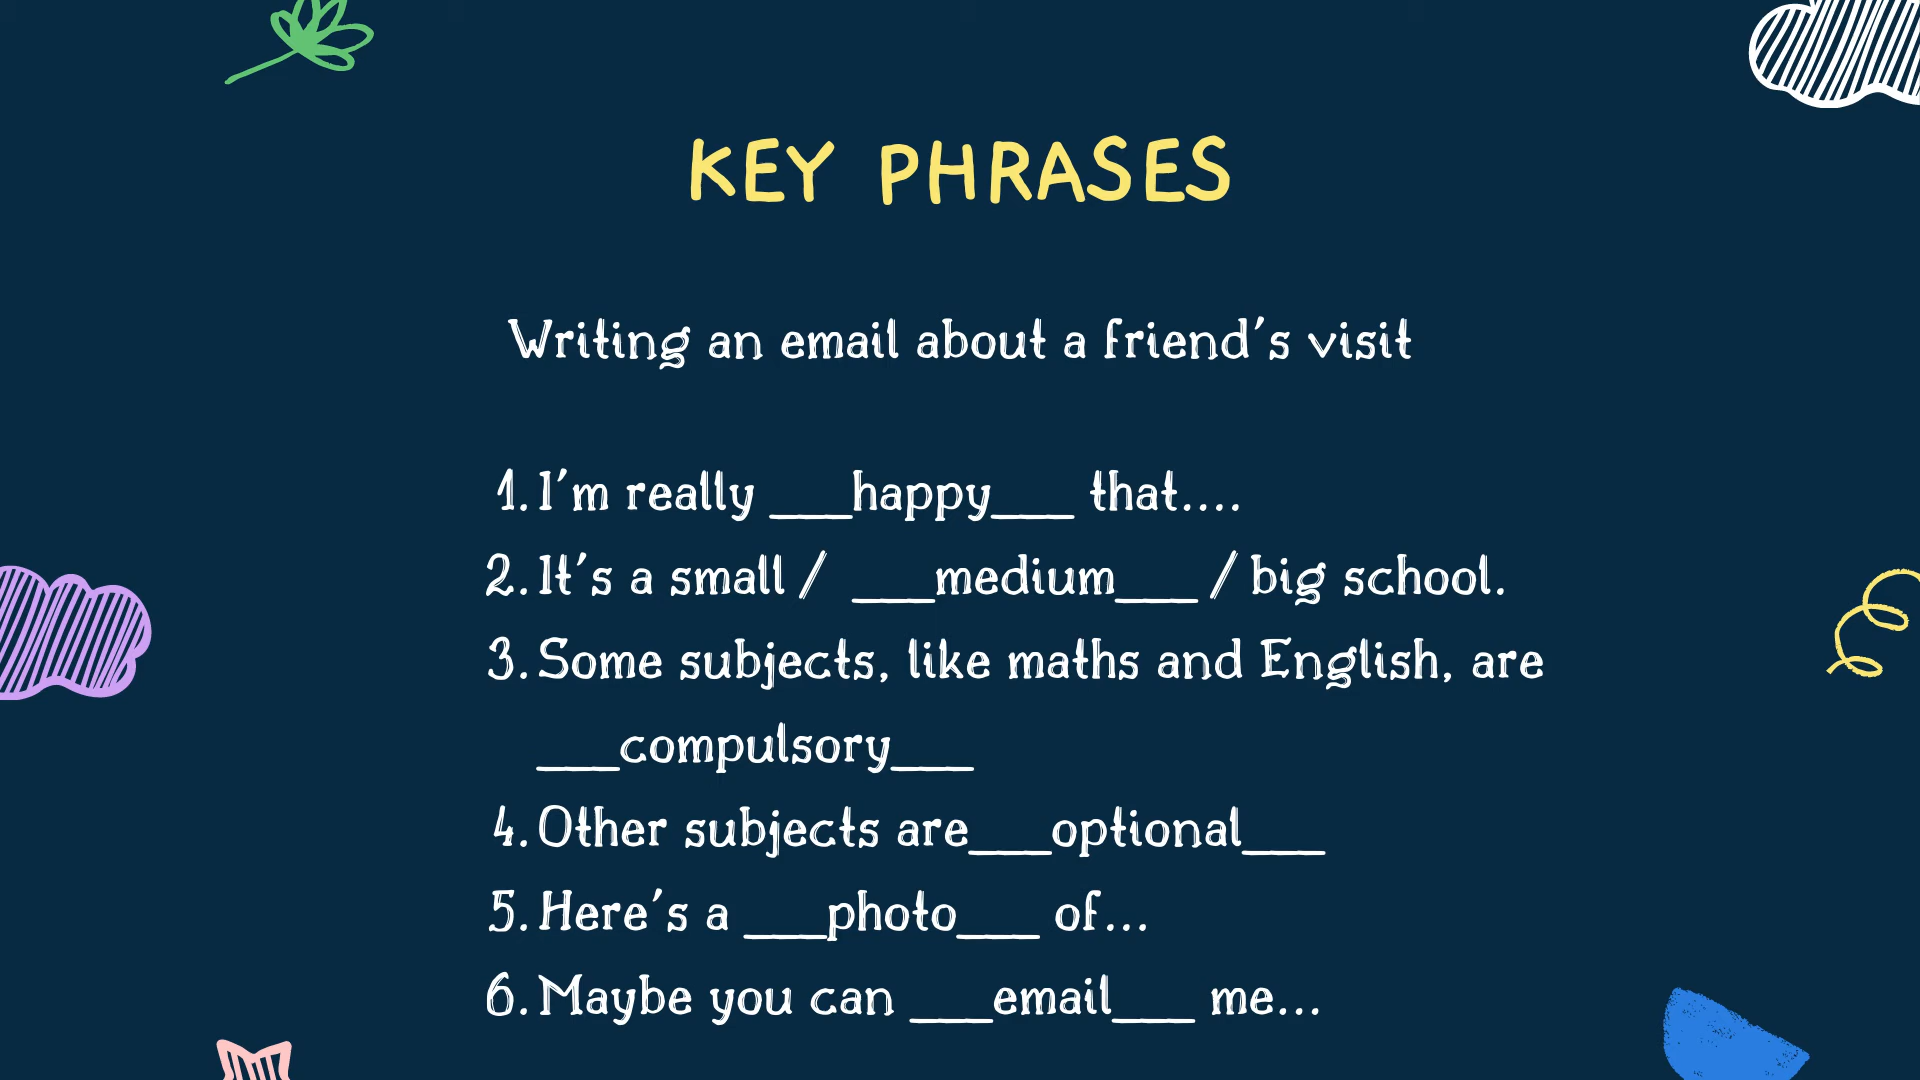 KEY PHRASES
Writing an email about a friend's visit
1. I'm really ___happy___ that....
2. It's a small / ___medium___ / big school.
3. Some subjects, like maths and English, are
___compulsory___
4. Other subjects are___optional___
5. Here's a ___photo___ of...
6. Maybe you can ___email___ me...